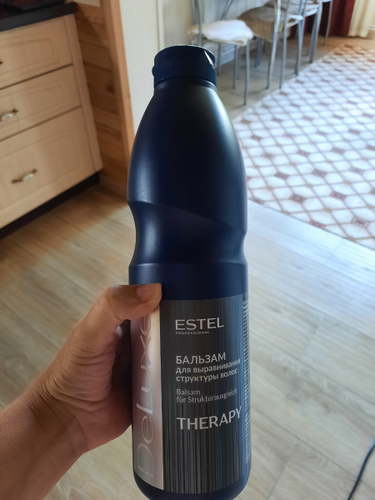 DeLuxe
ESTEL
PROFESSIONAL
БАЛЬЗАМ
для выравнивания
структуры волос
Balsam
für Strukturausgleich
THERAPY